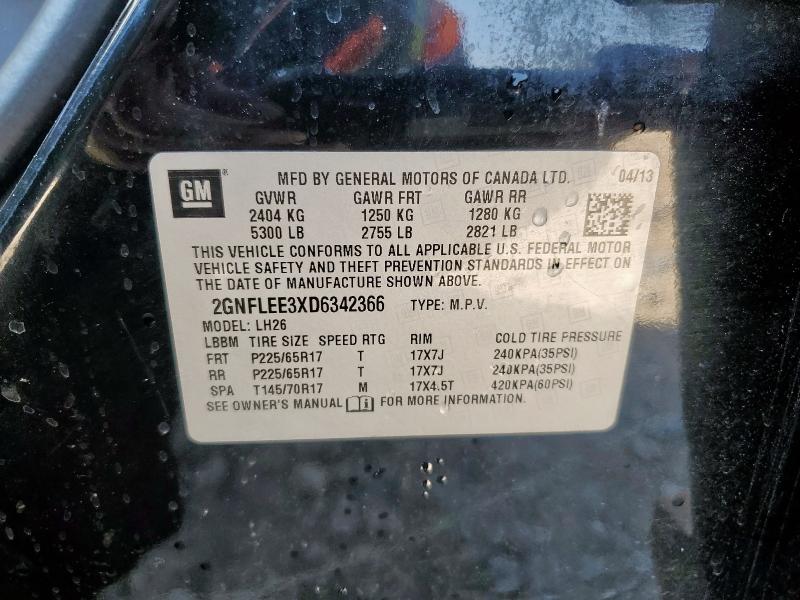 GM
MFD BY GENERAL MOTORS OF CANADA LTD. 04/13
GVWR GAWR FRT GAWR RR
2404 KG 1250 KG 1280 KG
5300 LB 2755 LB 2821 LB
THIS VEHICLE CONFORMS TO ALL APPLICABLE U.S. FEDERAL MOTOR
VEHICLE SAFETY AND THEFT PREVENTION STANDARDS IN EFFECT ON
THE DATE OF MANUFACTURE SHOWN ABOVE.
2GNFLEE3XD6342366 TYPE: M.P.V.
MODEL: LH26
LBBM TIRE SIZE SPEED RTG RIM COLD TIRE PRESSURE
FRT P225/65R17 T 17X7J 240KPA(35PSI)
RR P225/65R17 T 17X7J 240KPA(35PSI)
SPA T145/70R17 M 17X4.5T 420KPA(60PSI)
SEE OWNER'S MANUAL FOR MORE INFORMATION.